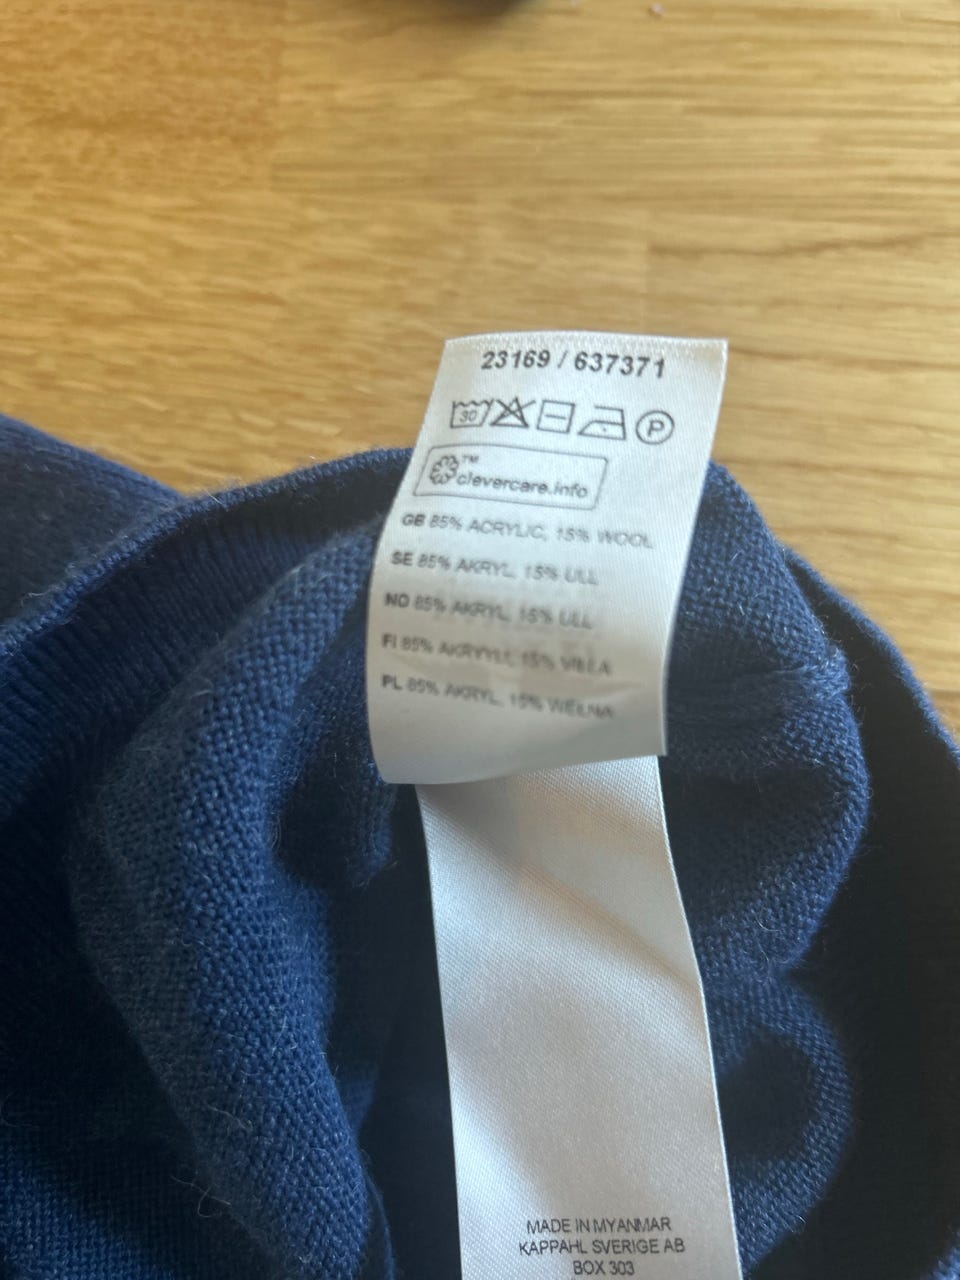 23169 / 637371
30
P
™
clevercare.info
GB 85% ACRYLIC, 15% WOOL
SE 85% AKRYL, 15% ULL
NO 85% AKRYL, 15% ULL
FI 85% AKRYYLI, 15% VILLA
PL 85% AKRYL, 15% WEŁNA
MADE IN MYANMAR
KAPPAHL SVERIGE AB
BOX 303